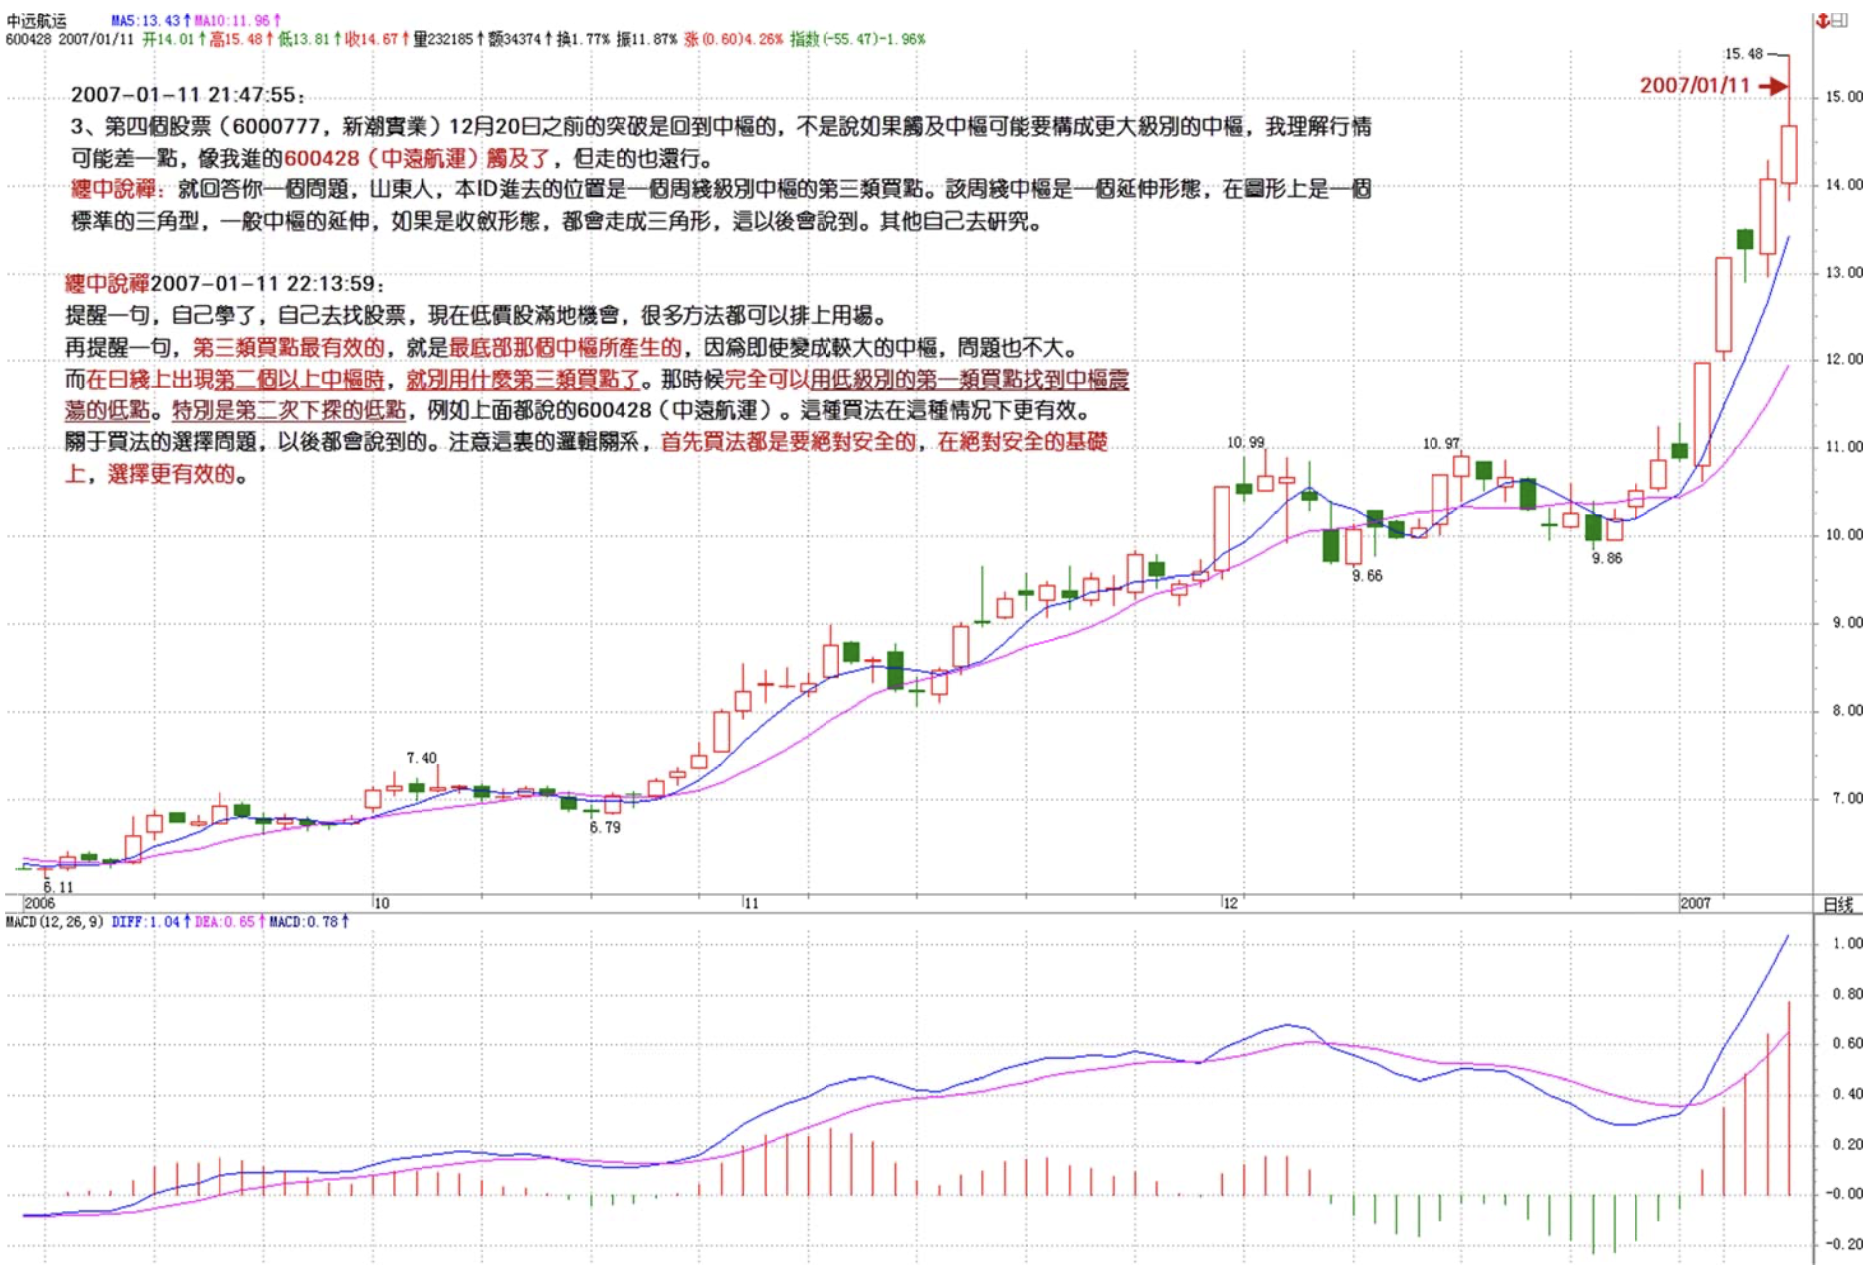 中远航运 MA5:13.43↑MA10:11.96↑
600428 2007/01/11 开14.01↑高15.48↑低13.81↑收14.67↑量232185↑额34374↑换1.77% 振11.87% 涨(0.60)4.26% 指数(-55.47)-1.96%
15.48
2007/01/11
2007-01-11 21:47:55：
3、第四個股票（6000777，新潮實業）12月20日之前的突破是回到中樞的，不是說如果觸及中樞可能要構成更大級別的中樞，我理解行情
可能差一點，像我進的600428（中遠航運）觸及了，但走的也還行。
纏中說禪：就回答你一個問題，山東人，本ID進去的位置是一個周綫級別中樞的第三類買點。該周綫中樞是一個延伸形態，在圖形上是一個
標準的三角型，一般中樞的延伸，如果是收斂形態，都會走成三角形，這以後會說到。其他自己去研究。
纏中說禪2007-01-11 22:13:59：
提醒一句，自己學了，自己去找股票，現在低價股滿地機會，很多方法都可以排上用場。
再提醒一句，第三類買點最有效的，就是最底部那個中樞所產生的，因為即使變成較大的中樞，問題也不大。
而在日綫上出現第二個以上中樞時，就別用什麼第三類買點了。那時候完全可以用低級別的第一類買點找到中樞震
蕩的低點。特別是第二次下探的低點，例如上面都說的600428（中遠航運）。這種買法在這種情況下更有效。
關于買法的選擇問題，以後都會說到的。注意這裏的邏輯關系，首先買法都是要絕對安全的，在絕對安全的基礎
上，選擇更有效的。
15.00
14.00
13.00
12.00
11.00
10.00
9.00
8.00
7.00
10.99
10.97
9.66
9.86
7.40
6.79
6.11
2006 10 11 12 2007 日线
MACD(12,26,9) DIFF:1.04↑DEA:0.65↑MACD:0.78↑
1.00
0.80
0.60
0.40
0.20
-0.00
-0.20